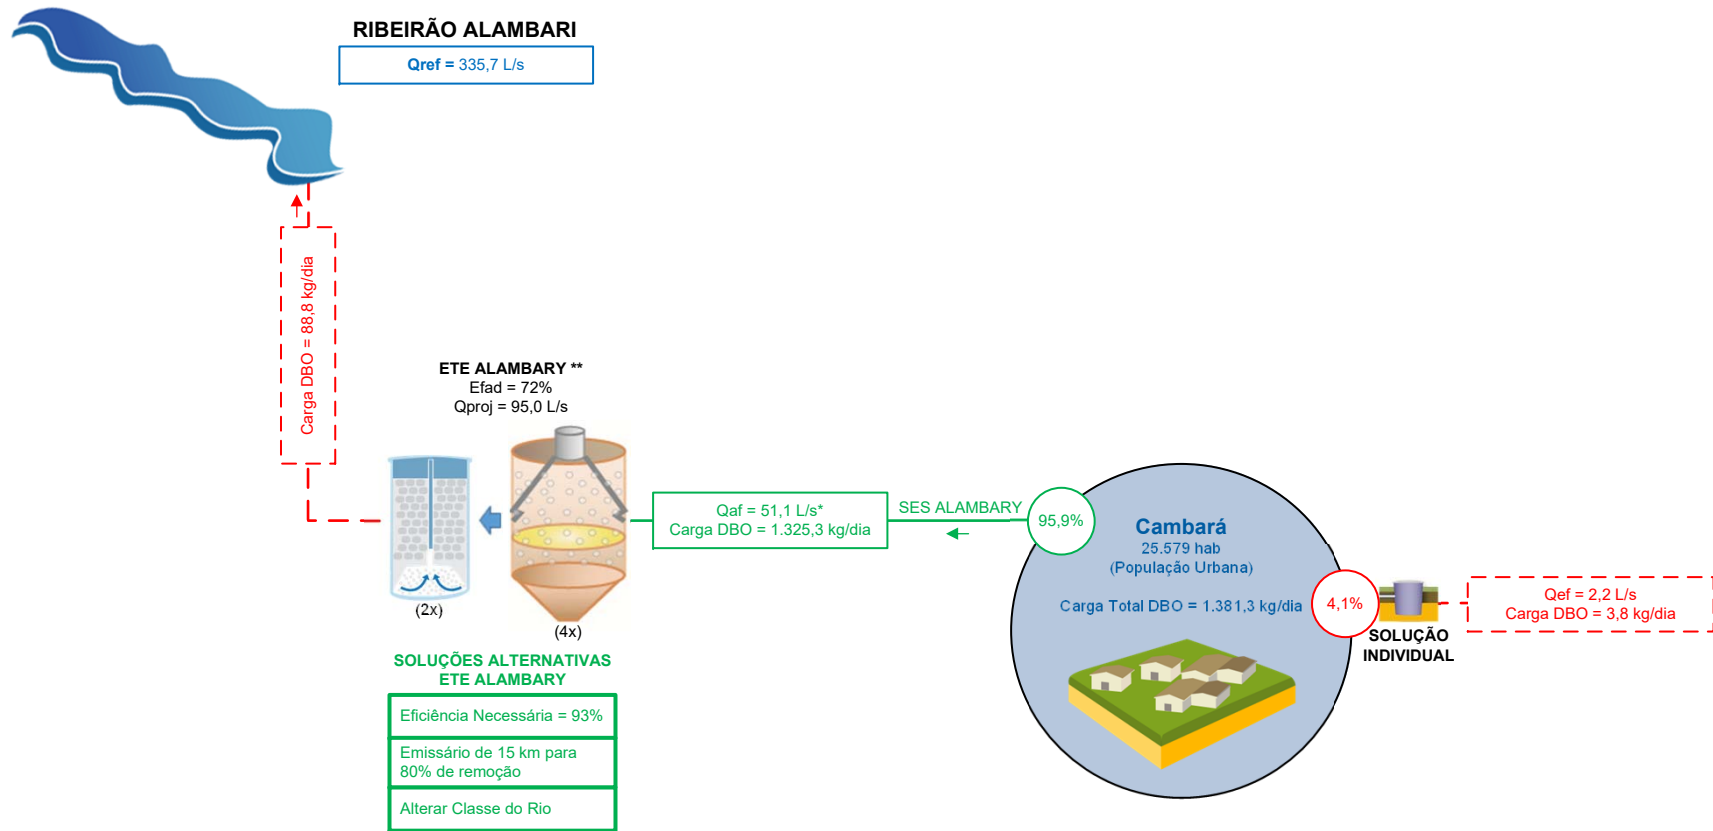 RIBEIRÃO ALAMBARI
Qref = 335,7 L/s
Carga DBO = 88,8 kg/dia
ETE ALAMBARY **
Efad = 72%
Qproj = 95,0 L/s
(2x)
(4x)
SOLUÇÕES ALTERNATIVAS
ETE ALAMBARY
Eficiência Necessária = 93%
Emissário de 15 km para
80% de remoção
Alterar Classe do Rio
Qaf = 51,1 L/s*
Carga DBO = 1.325,3 kg/dia
SES ALAMBARY
95,9%
Cambará
25.579 hab
(População Urbana)
Carga Total DBO = 1.381,3 kg/dia
4,1%
SOLUÇÃO
INDIVIDUAL
Qef = 2,2 L/s
Carga DBO = 3,8 kg/dia